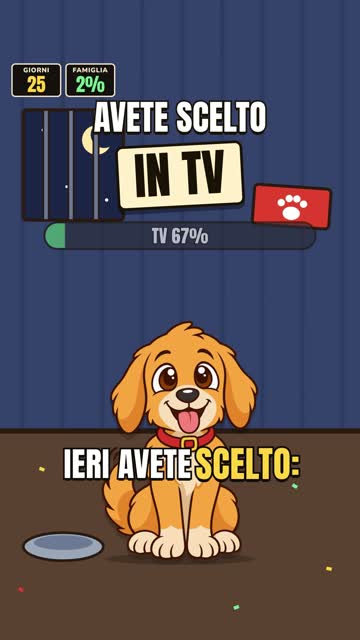 GIORNI
25
FAMIGLIA
2%
AVETE SCELTO
IN TV
TV 67%
IERI AVETE SCELTO: